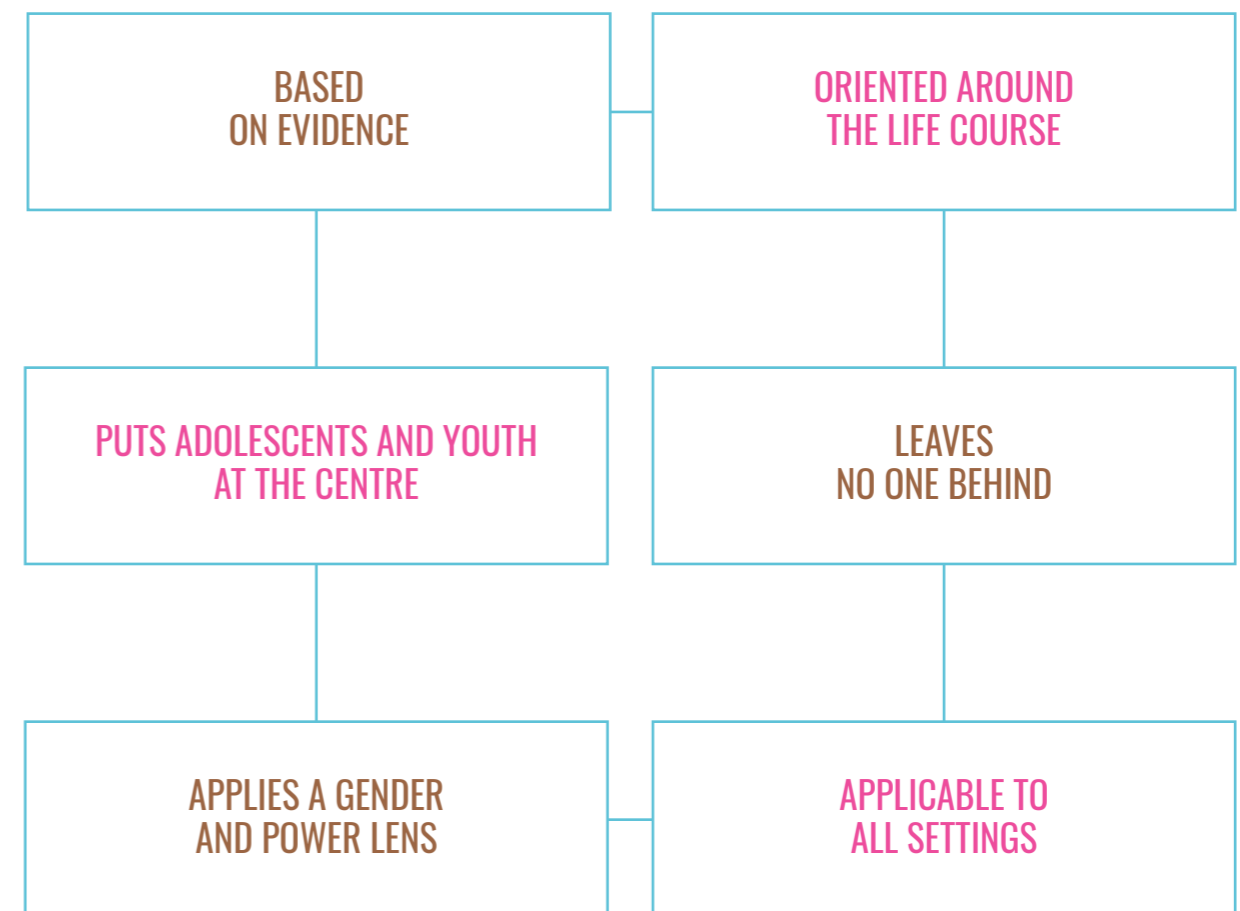 BASED
ON EVIDENCE
ORIENTED AROUND
THE LIFE COURSE
PUTS ADOLESCENTS AND YOUTH
AT THE CENTRE
LEAVES
NO ONE BEHIND
APPLIES A GENDER
AND POWER LENS
APPLICABLE TO
ALL SETTINGS